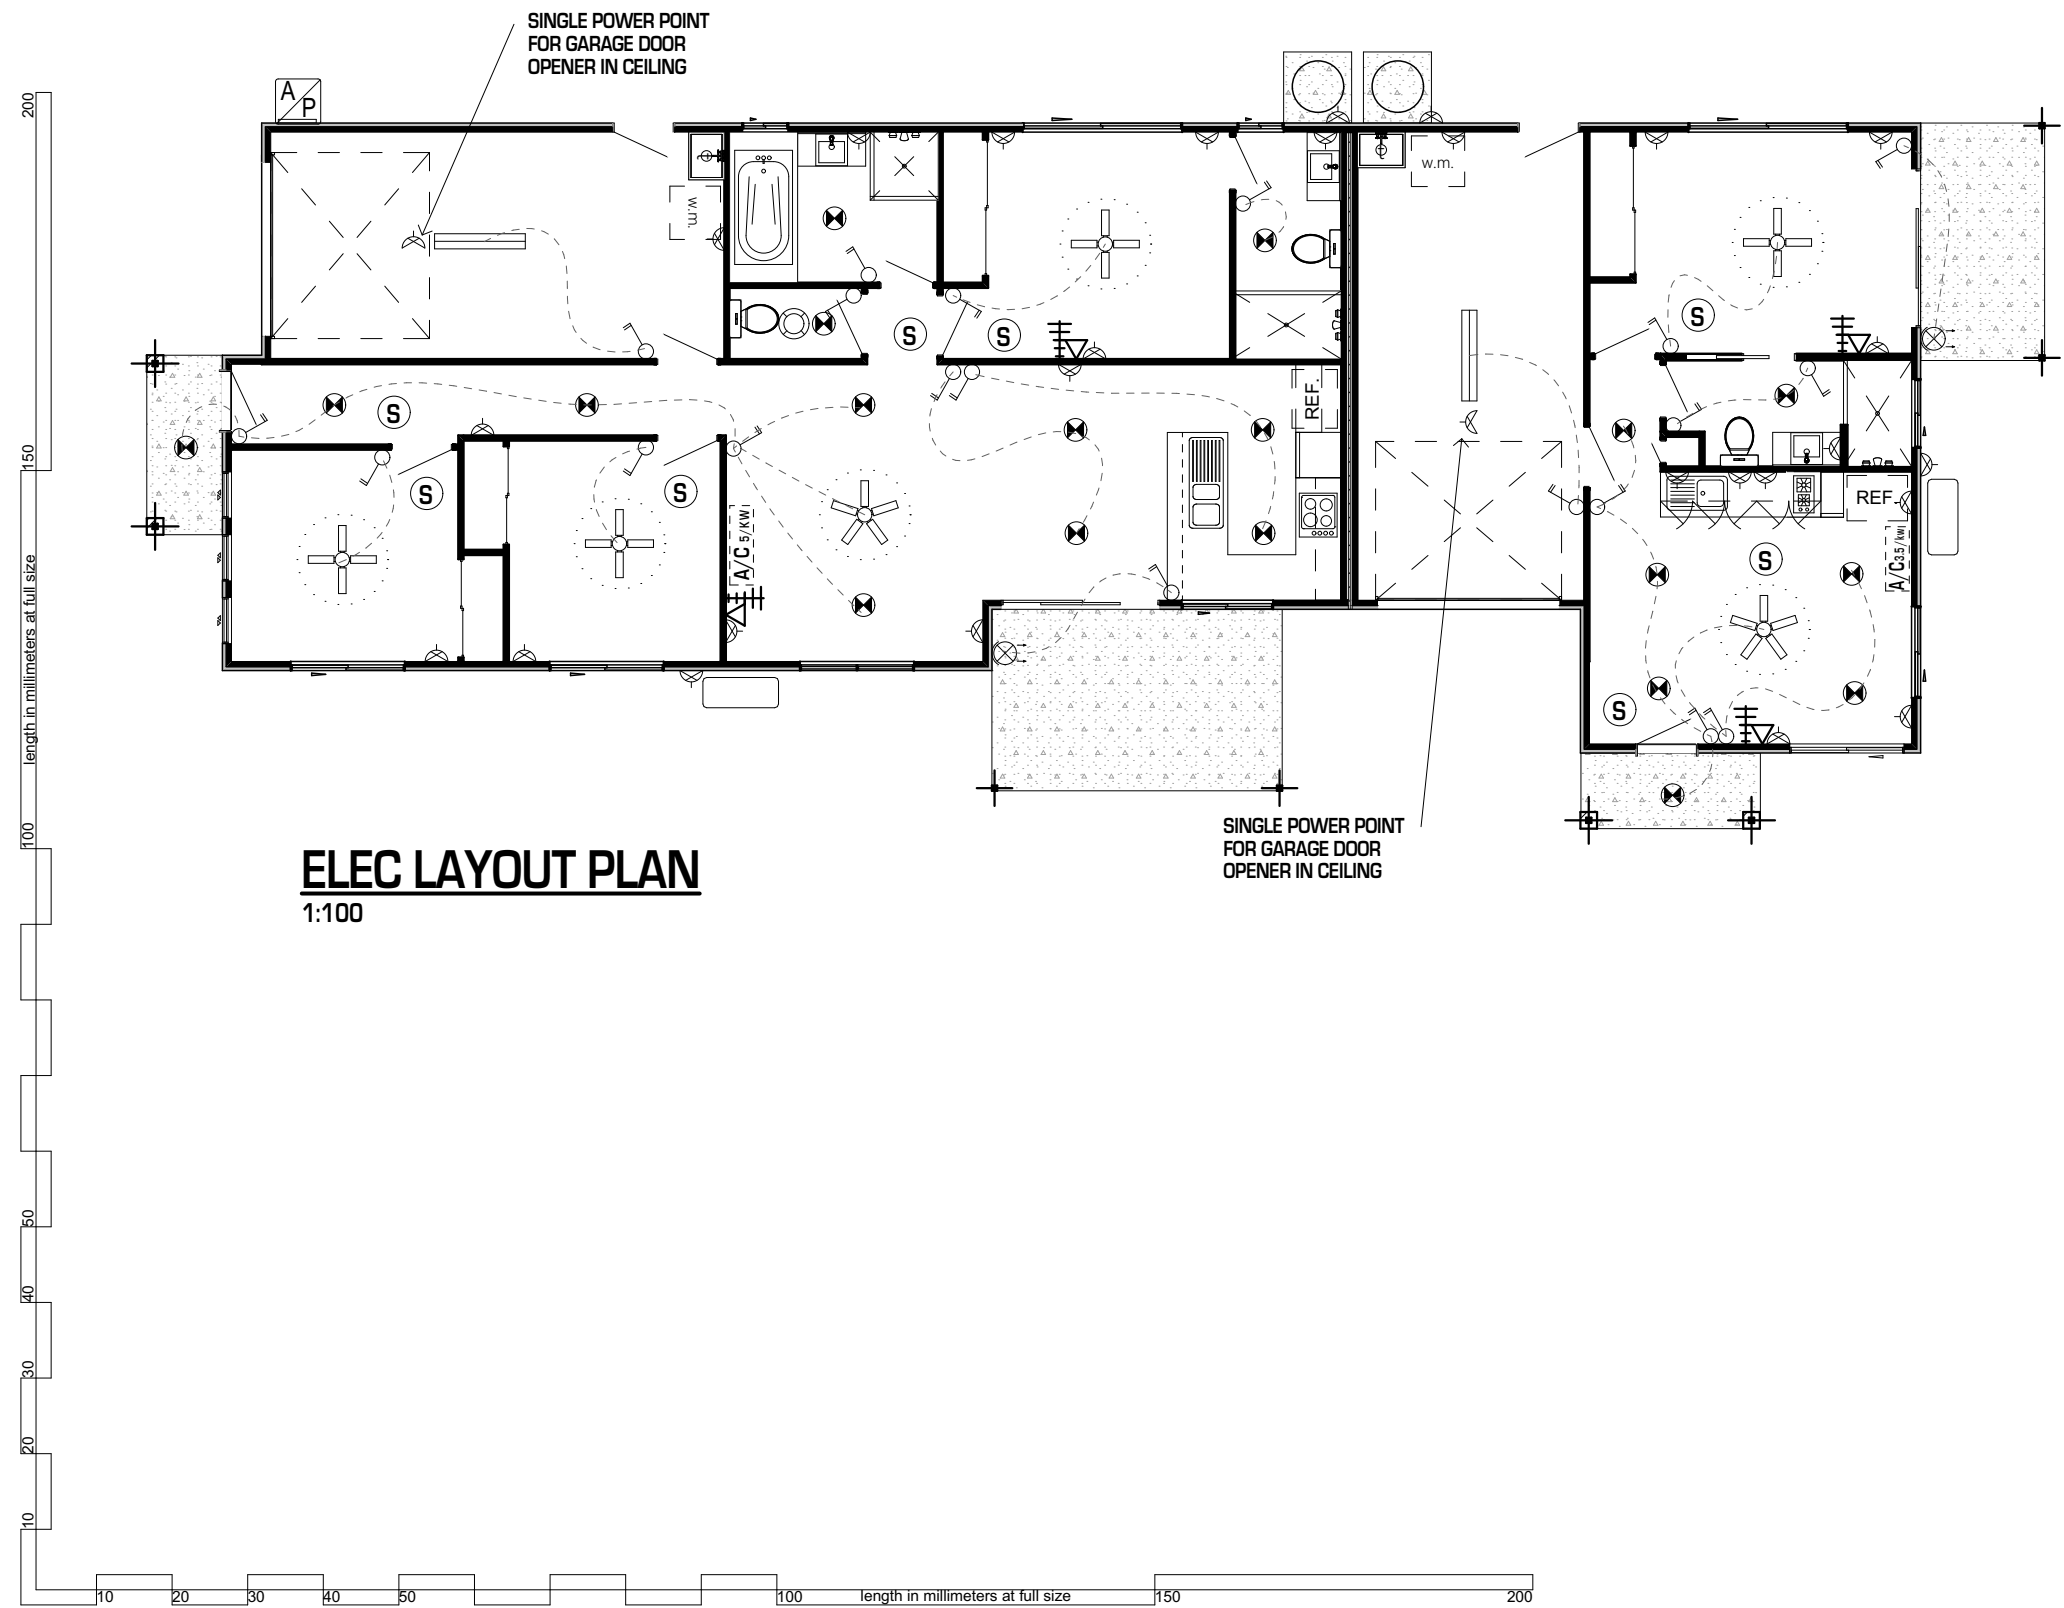 SINGLE POWER POINT
FOR GARAGE DOOR
OPENER IN CEILING
A
P
w.m.
w.m.
S
S
S
S
S
S
REF.
REF.
A/C 5/KW
S
A/C 3.5/KW
S
S
SINGLE POWER POINT
FOR GARAGE DOOR
OPENER IN CEILING
ELEC LAYOUT PLAN
1:100
200
150
length in millimeters at full size
100
50
40
30
20
10
10
20
30
40
50
100
length in millimeters at full size
150
200